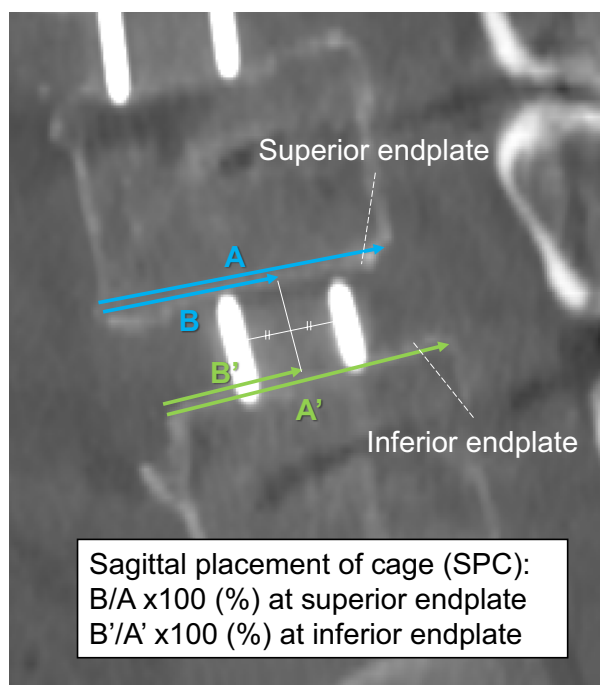 Superior endplate
A
B
B’
A’
Inferior endplate
Sagittal placement of cage (SPC):
B/A x100 (%) at superior endplate
B’/A’ x100 (%) at inferior endplate